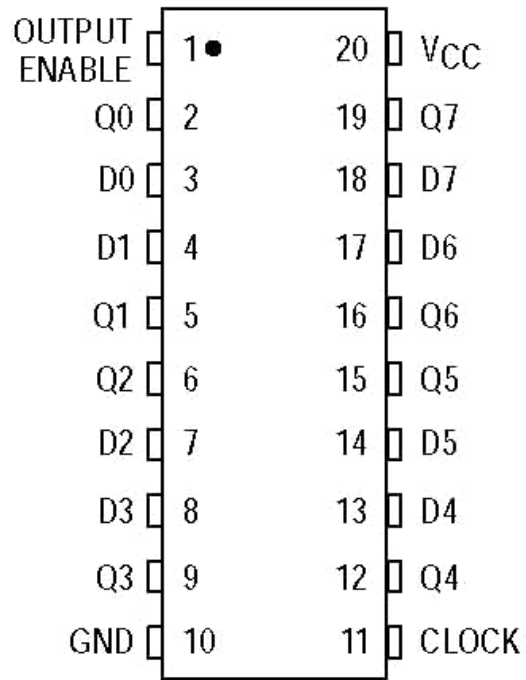 OUTPUT
ENABLE 1 20 VCC
Q0 2 19 Q7
D0 3 18 D7
D1 4 17 D6
Q1 5 16 Q6
Q2 6 15 Q5
D2 7 14 D5
D3 8 13 D4
Q3 9 12 Q4
GND 10 11 CLOCK